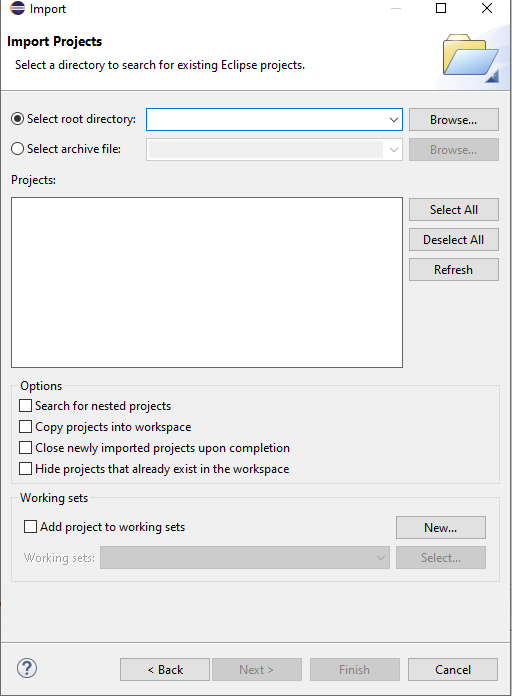 Import
Import Projects
Select a directory to search for existing Eclipse projects.
Select root directory:
Browse...
Select archive file:
Browse...
Projects:
Select All
Deselect All
Refresh
Options
Search for nested projects
Copy projects into workspace
Close newly imported projects upon completion
Hide projects that already exist in the workspace
Working sets
Add project to working sets
New...
Working sets:
Select...
?
< Back
Next >
Finish
Cancel